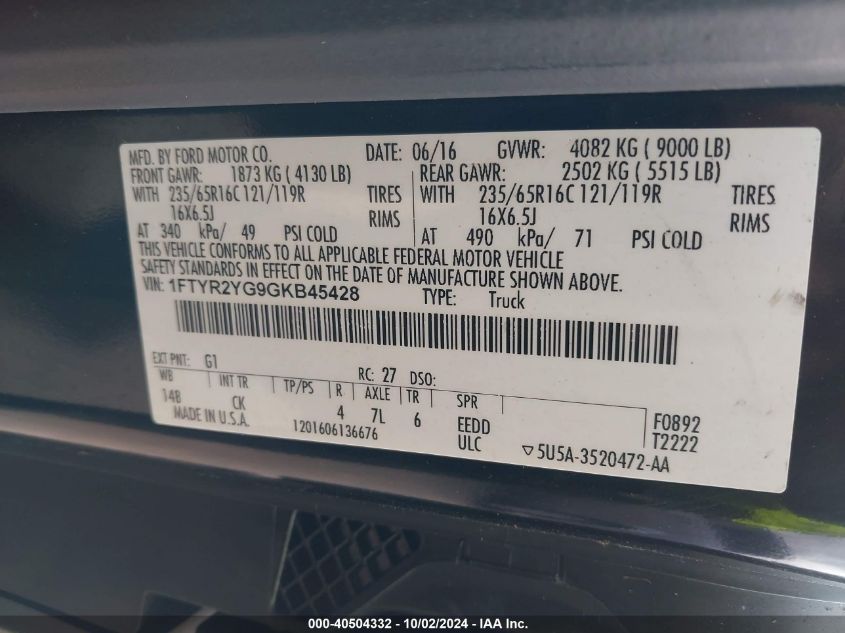 MFD. BY FORD MOTOR CO. DATE: 06/16 GVWR: 4082 KG ( 9000 LB)
FRONT GAWR: 1873 KG ( 4130 LB) REAR GAWR: 2502 KG ( 5515 LB)
WITH 235/65R16C 121/119R TIRES WITH 235/65R16C 121/119R TIRES
16X6.5J RIMS 16X6.5J RIMS
AT 340 kPa/ 49 PSI COLD AT 490 kPa/ 71 PSI COLD
THIS VEHICLE CONFORMS TO ALL APPLICABLE FEDERAL MOTOR VEHICLE
SAFETY STANDARDS IN EFFECT ON THE DATE OF MANUFACTURE SHOWN ABOVE.
VIN: 1FTYR2YG9GKB45428 TYPE: Truck
EXT PNT: G1 RC: 27 DSO:
WB INT TR TP/PS R AXLE TR SPR
148 CK 4 7L 6 EEDD F0892
MADE IN U.S.A. 1201606136676 ULC T2222
▽5U5A-3520472-AA
000-40504332 - 10/02/2024 - IAA Inc.